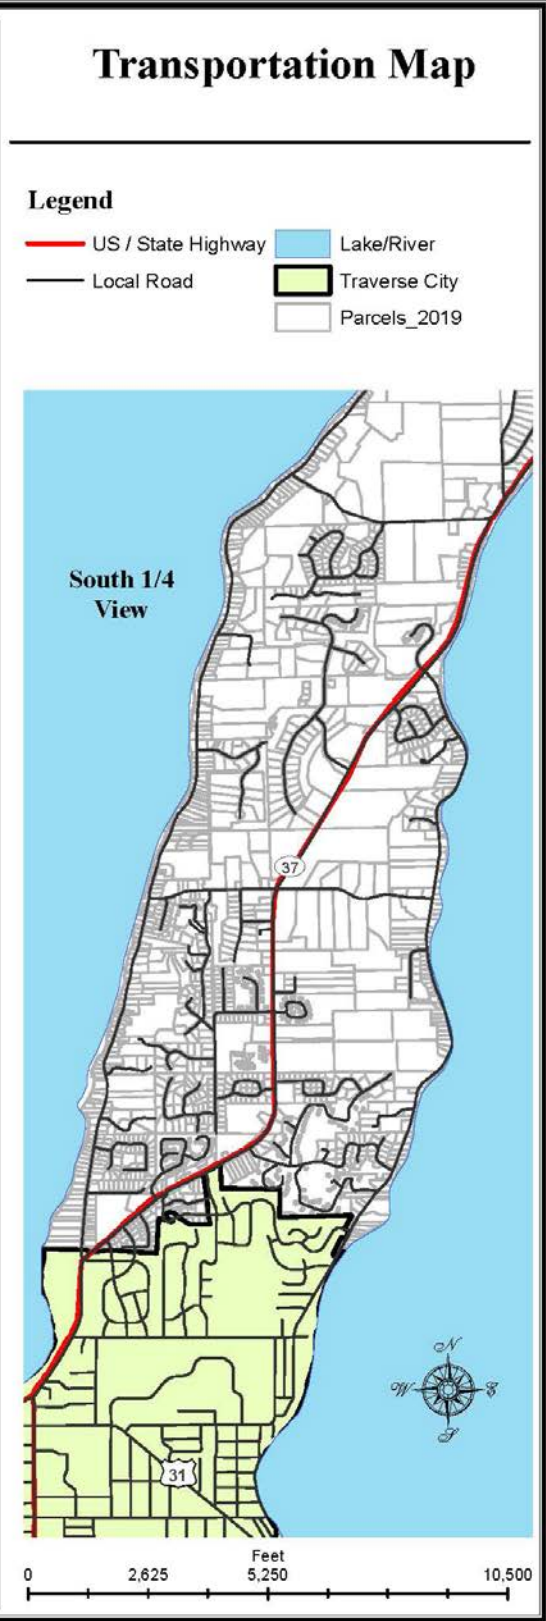 Transportation Map
Legend
US / State Highway
Lake/River
Local Road
Traverse City
Parcels_2019
South 1/4
View
37
31
N
W
E
S
Feet
0 2,625 5,250 10,500